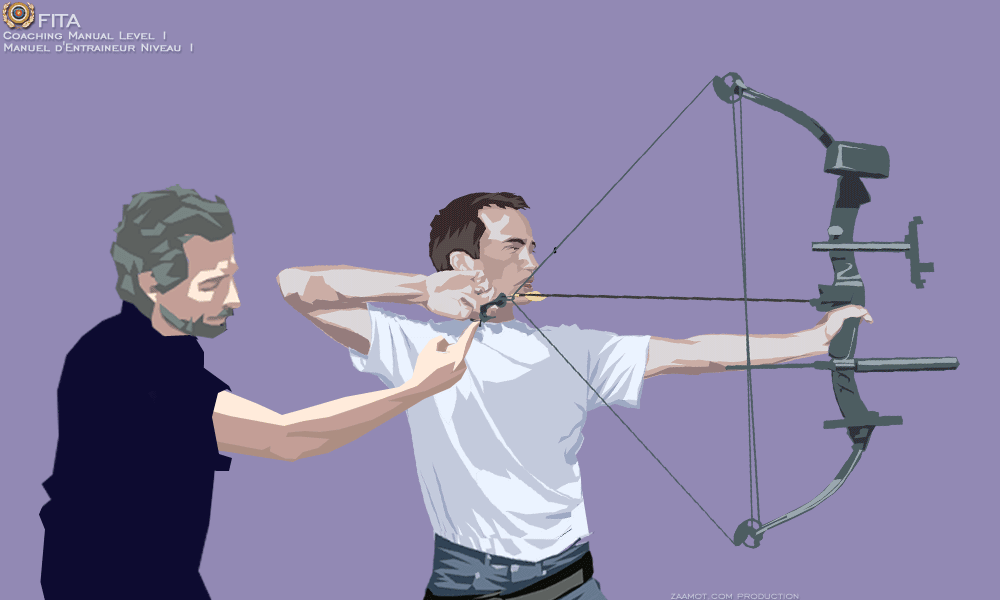 FITA
Coaching Manual Level 1
Manuel d'Entraineur Niveau 1
zaamot.com production